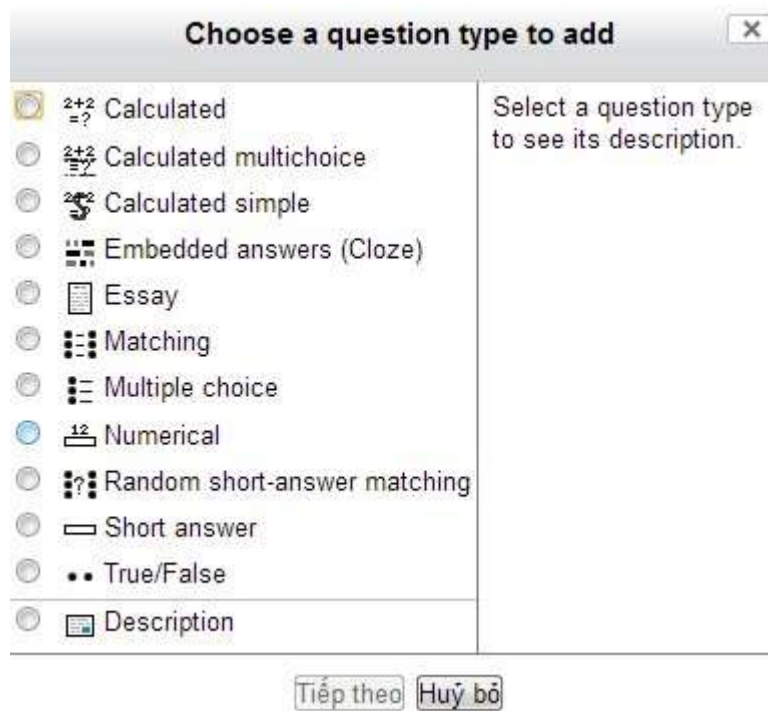 Choose a question type to add
Calculated
Select a question type
to see its description.
Calculated multichoice
Calculated simple
Embedded answers (Cloze)
Essay
Matching
Multiple choice
Numerical
Random short-answer matching
Short answer
True/False
Description
Tiếp theo Huỷ bỏ